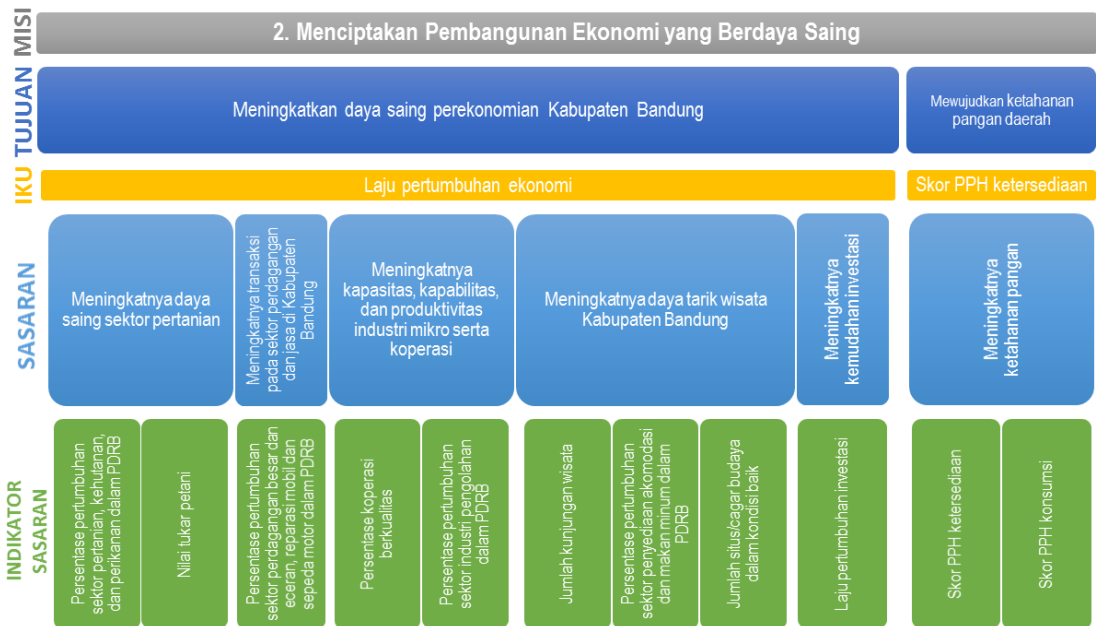 MISI
2. Menciptakan Pembangunan Ekonomi yang Berdaya Saing
TUJUAN
Meningkatkan daya saing perekonomian Kabupaten Bandung
Mewujudkan ketahanan
pangan daerah
IKU
Laju pertumbuhan ekonomi
Skor PPH ketersediaan
SASARAN
Meningkatnya daya
saing sektor pertanian
Meningkatnya transaksi
pada sektor perdagangan
dan jasa di Kabupaten
Bandung
Meningkatnya
kapasitas, kapabilitas,
dan produktivitas
industri mikro serta
koperasi
Meningkatnya daya tarik wisata
Kabupaten Bandung
Meningkatnya
kemudahan investasi
Meningkatnya
ketahanan pangan
INDIKATOR
SASARAN
Persentase pertumbuhan
sektor pertanian, kehutanan,
dan perikanan dalam PDRB
Nilai tukar petani
Persentase pertumbuhan
sektor perdagangan besar dan
eceran, reparasi mobil dan
sepeda motor dalam PDRB
Persentase koperasi
berkualitas
Persentase pertumbuhan
sektor industri pengolahan
dalam PDRB
Jumlah kunjungan wisata
Persentase pertumbuhan
sektor penyediaan akomodasi
dan makan minum dalam
PDRB
Jumlah situs/cagar budaya
dalam kondisi baik
Laju pertumbuhan investasi
Skor PPH ketersediaan
Skor PPH konsumsi